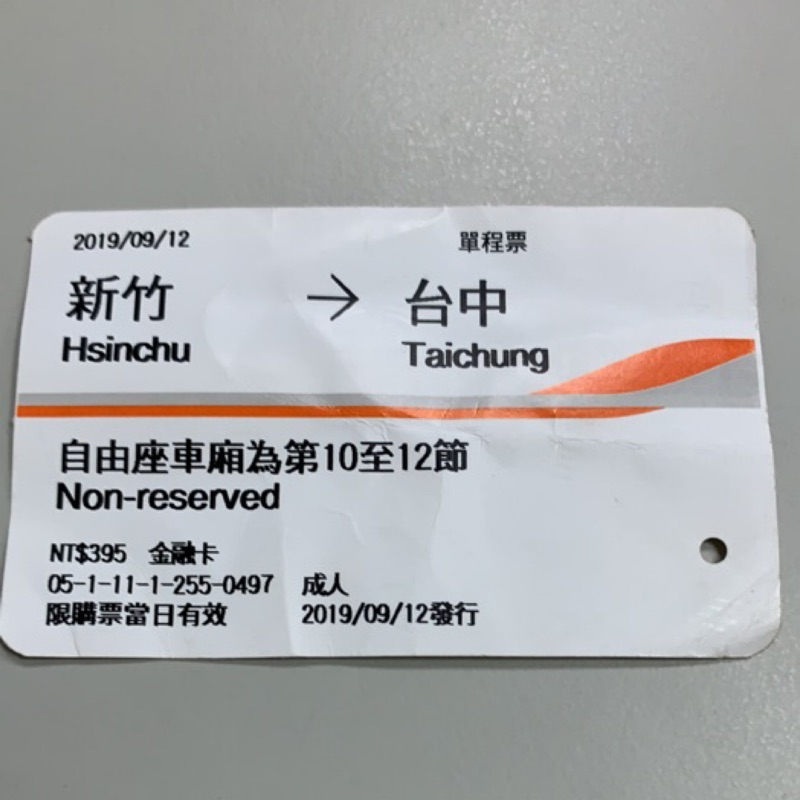 2019/09/12 單程票
新竹 → 台中
Hsinchu Taichung
自由座車廂為第10至12節
Non-reserved
NT$395 金融卡
05-1-11-1-255-0497 成人
限購票當日有效 2019/09/12發行